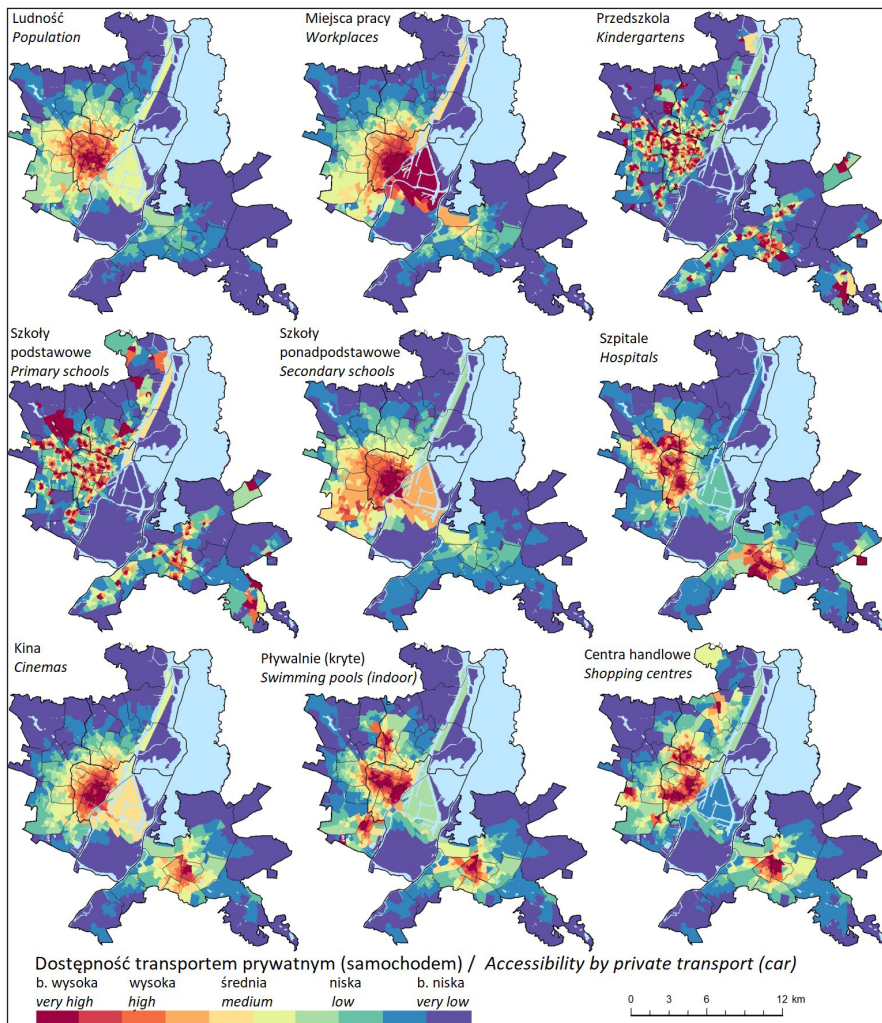 Ludność
Population
Miejsca pracy
Workplaces
Przedszkola
Kindergartens
Szkoły
podstawowe
Primary schools
Szkoły
ponadpodstawowe
Secondary schools
Szpitale
Hospitals
Kina
Cinemas
Pływalnie (kryte)
Swimming pools (indoor)
Centra handlowe
Shopping centres
Dostępność transportem prywatnym (samochodem) / Accessibility by private transport (car)
b. wysoka wysoka średnia niska b. niska
very high high medium low very low
0 3 6 12 km